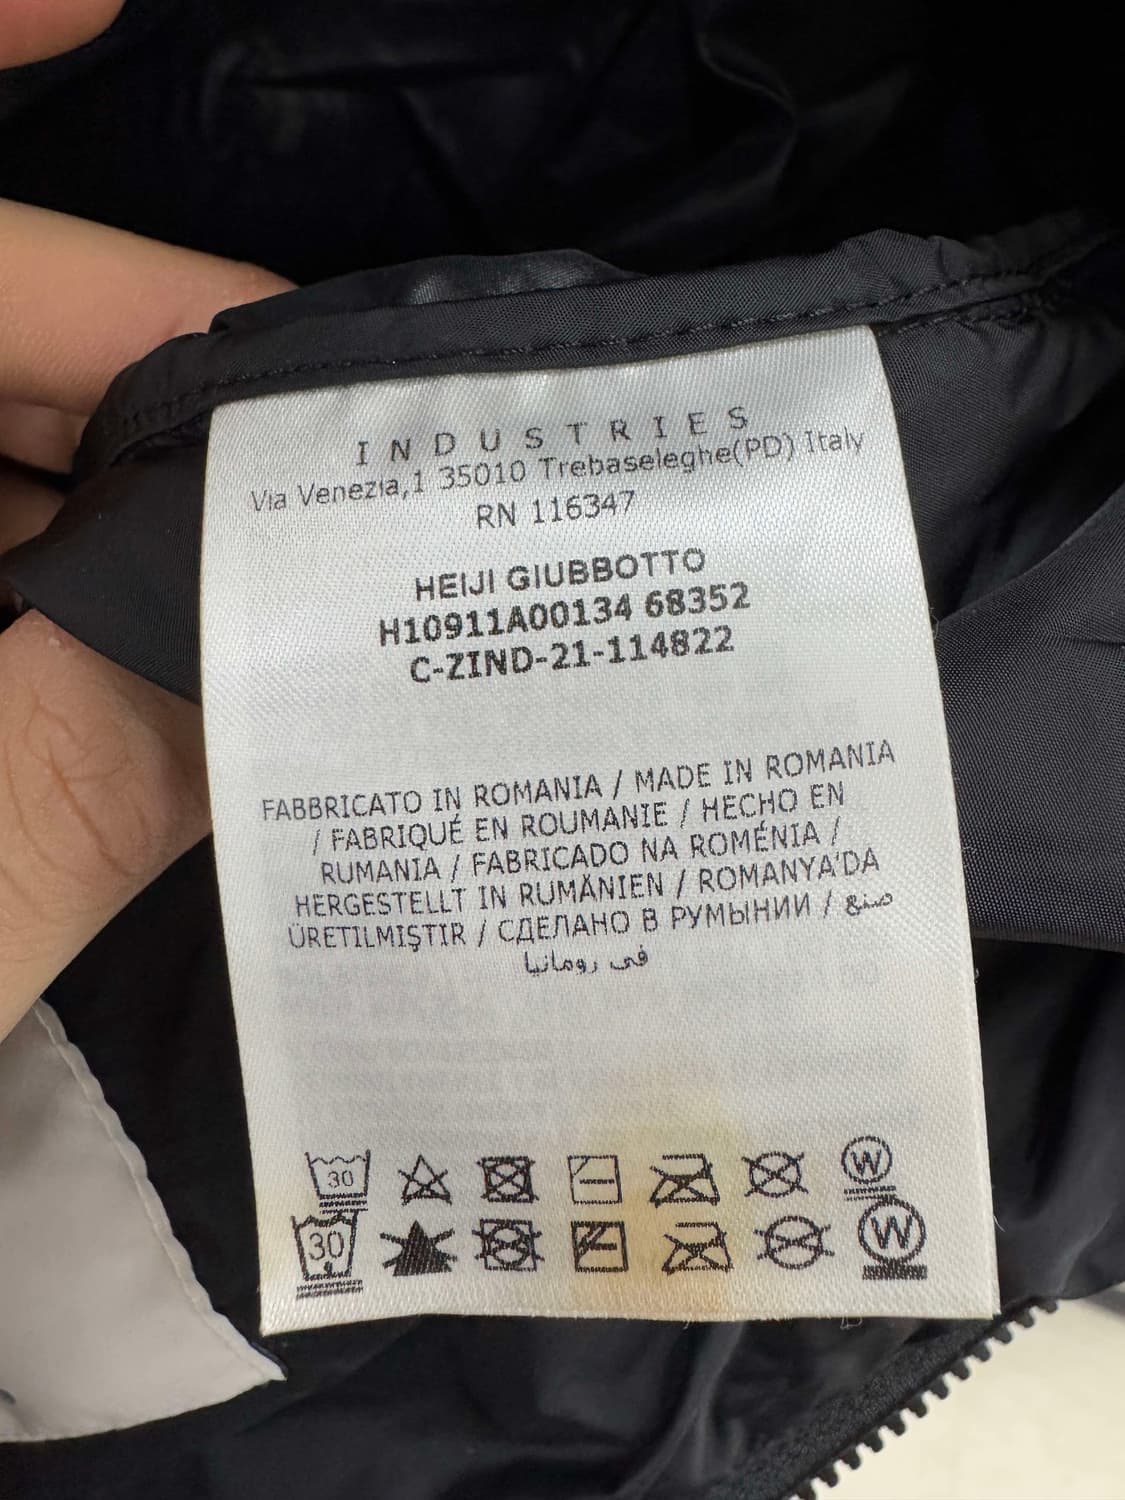 INDUSTRIES
Via Venezia,1 35010 Trebaseleghe(PD) Italy
RN 116347
HEIJI GIUBBOTTO
H10911A00134 68352
C-ZIND-21-114822
FABBRICATO IN ROMANIA / MADE IN ROMANIA
/ FABRIQUÉ EN ROUMANIE / HECHO EN
RUMANIA / FABRICADO NA ROMÉNIA /
HERGESTELLT IN RUMÄNIEN / ROMANYA'DA
ÜRETILMIŞTIR / СДЕЛАНО В РУМЫНИИ / صنع
في رومانيا
30 W
30 W